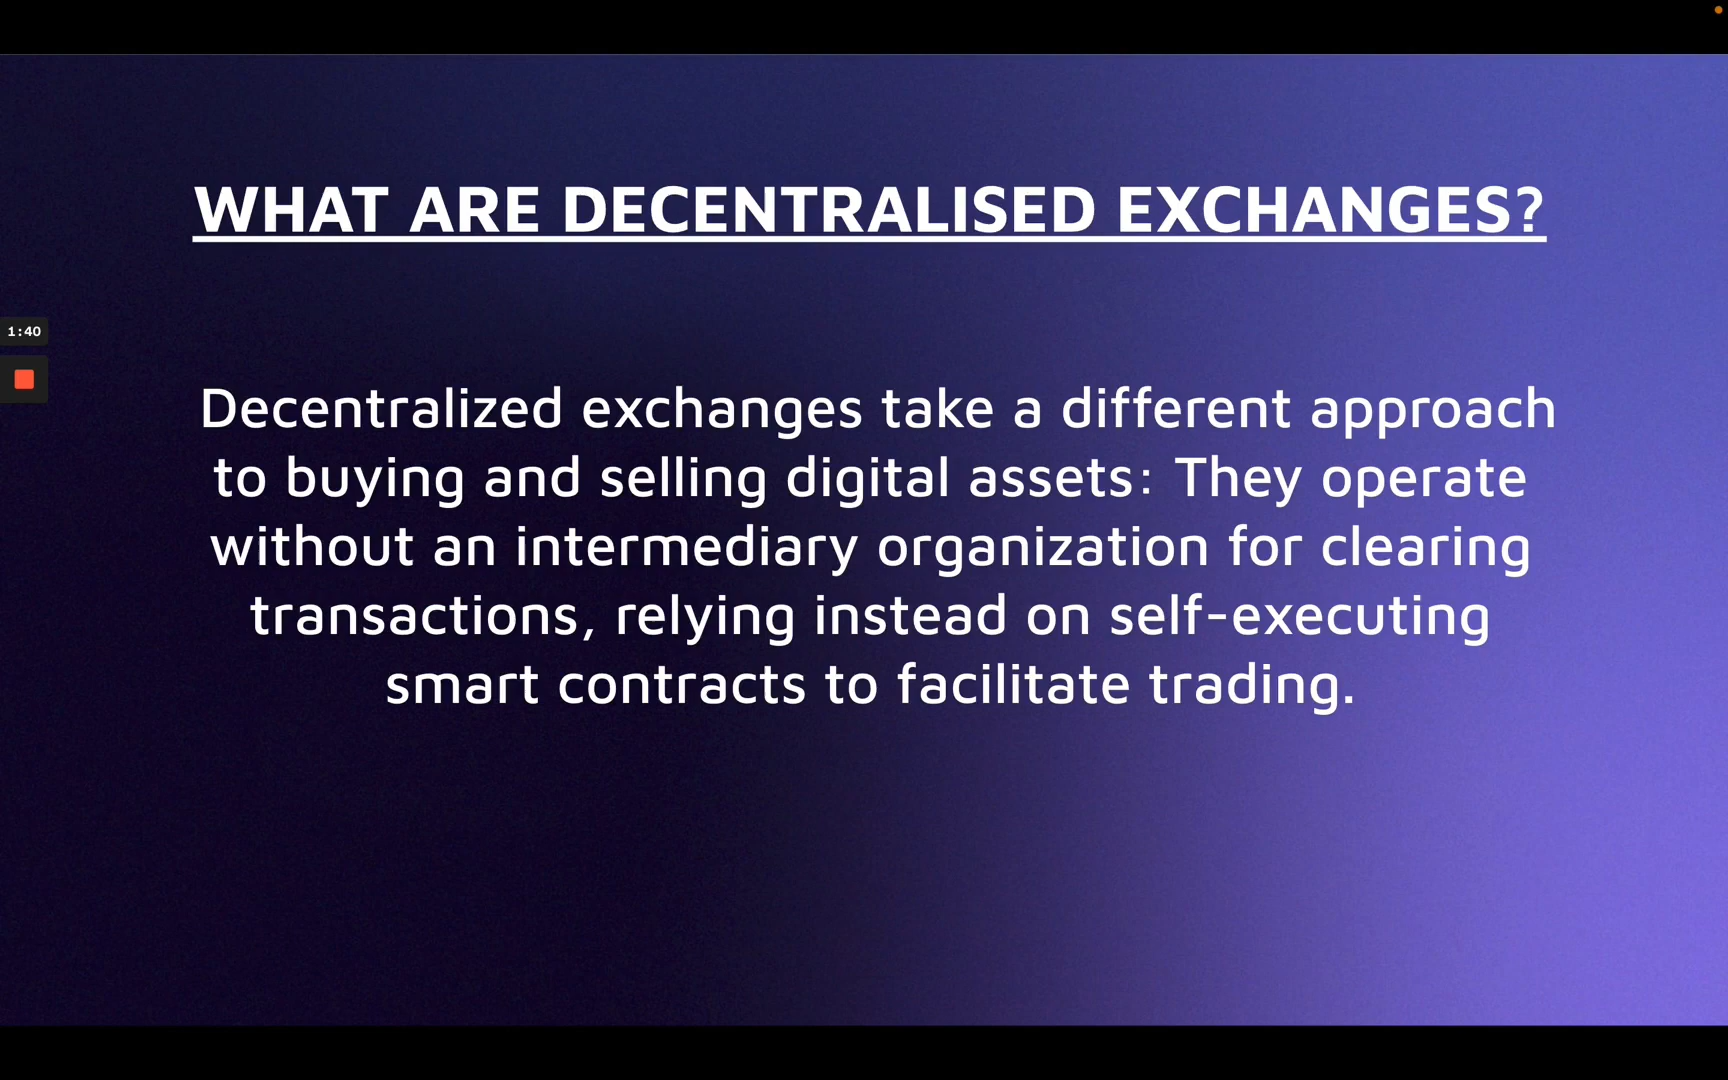 WHAT ARE DECENTRALISED EXCHANGES?
1:40
Decentralized exchanges take a different approach
to buying and selling digital assets: They operate
without an intermediary organization for clearing
transactions, relying instead on self-executing
smart contracts to facilitate trading.